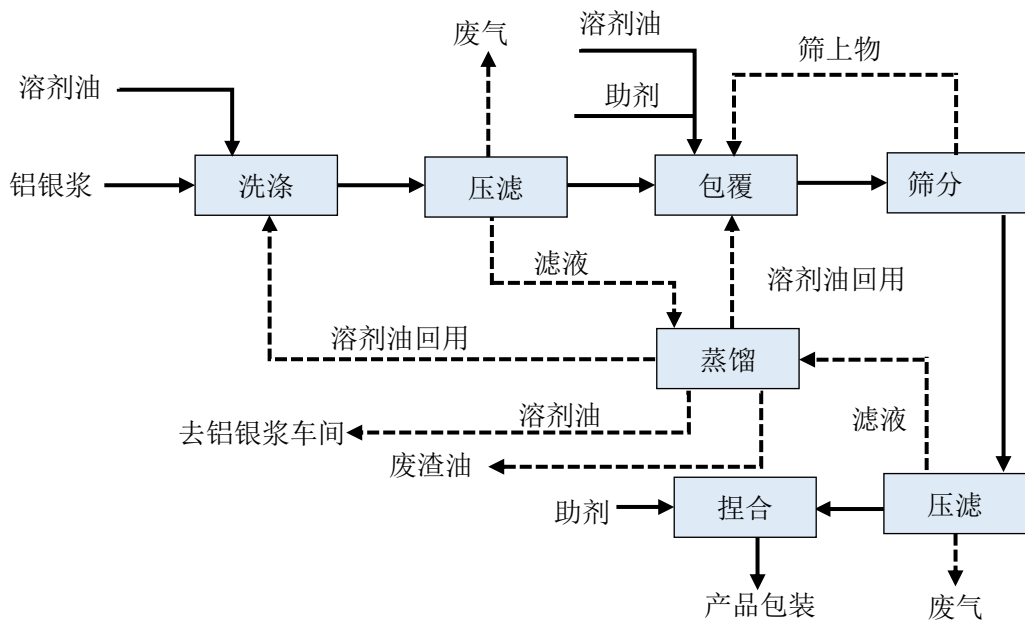 废气
溶剂油
筛上物
溶剂油
助剂
铝银浆
洗涤
压滤
包覆
筛分
滤液
溶剂油回用
溶剂油回用
蒸馏
溶剂油
滤液
去铝银浆车间
废渣油
助剂
捏合
压滤
产品包装
废气